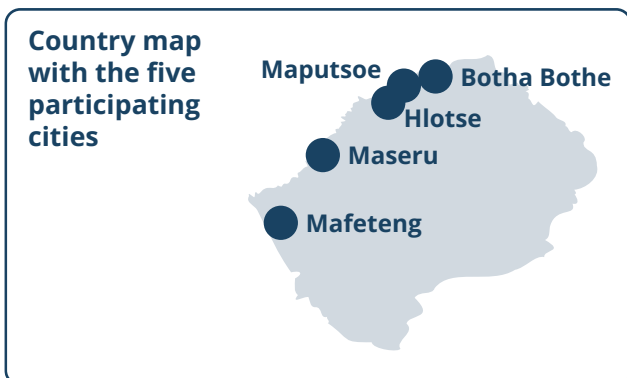 Country map
with the five
participating
cities
Maputsoe
Botha Bothe
Hlotse
Maseru
Mafeteng